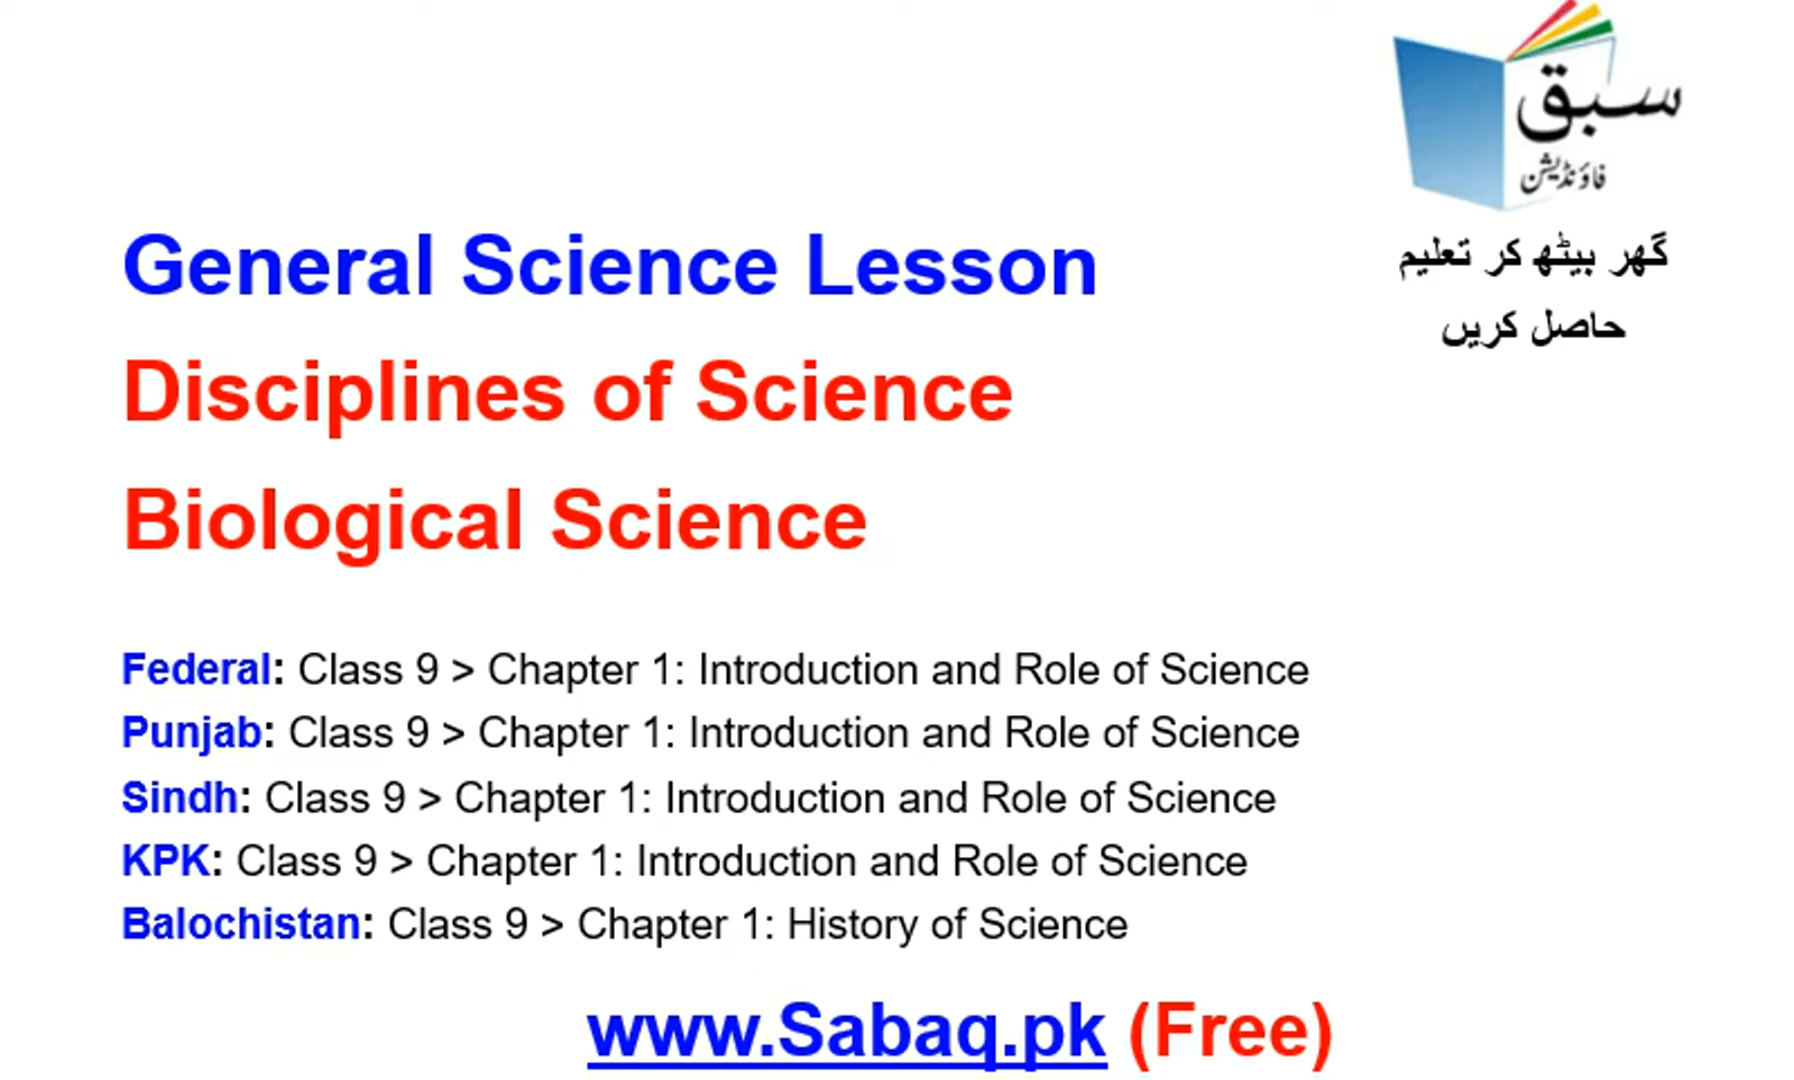 سبق
فاؤنڈیشن
گھر بیٹھ کر تعلیم
حاصل کریں
General Science Lesson
Disciplines of Science
Biological Science
Federal: Class 9 > Chapter 1: Introduction and Role of Science
Punjab: Class 9 > Chapter 1: Introduction and Role of Science
Sindh: Class 9 > Chapter 1: Introduction and Role of Science
KPK: Class 9 > Chapter 1: Introduction and Role of Science
Balochistan: Class 9 > Chapter 1: History of Science
www.Sabaq.pk (Free)